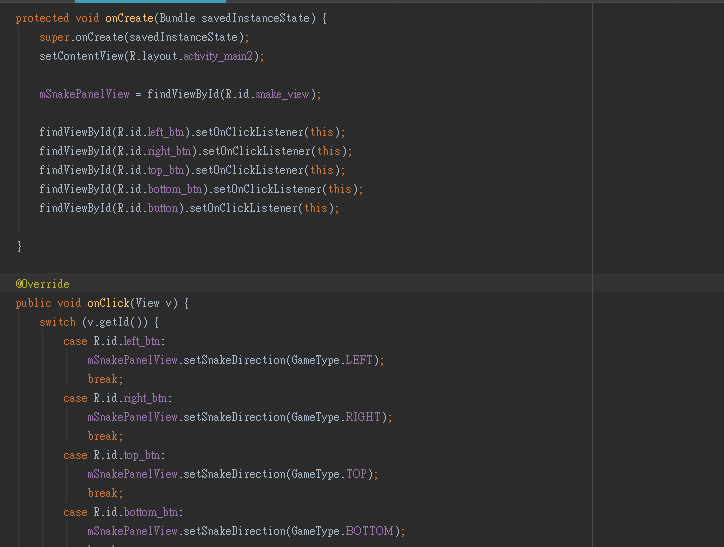 protected void onCreate(Bundle savedInstanceState) {
super.onCreate(savedInstanceState);
setContentView(R.layout.activity_main2);
mSnakePanelView = findViewById(R.id.snake_view);
findViewById(R.id.left_btn).setOnClickListener(this);
findViewById(R.id.right_btn).setOnClickListener(this);
findViewById(R.id.top_btn).setOnClickListener(this);
findViewById(R.id.bottom_btn).setOnClickListener(this);
findViewById(R.id.button).setOnClickListener(this);
}
@Override
public void onClick(View v) {
switch (v.getId()) {
case R.id.left_btn:
mSnakePanelView.setSnakeDirection(GameType.LEFT);
break;
case R.id.right_btn:
mSnakePanelView.setSnakeDirection(GameType.RIGHT);
break;
case R.id.top_btn:
mSnakePanelView.setSnakeDirection(GameType.TOP);
break;
case R.id.bottom_btn:
mSnakePanelView.setSnakeDirection(GameType.BOTTOM);